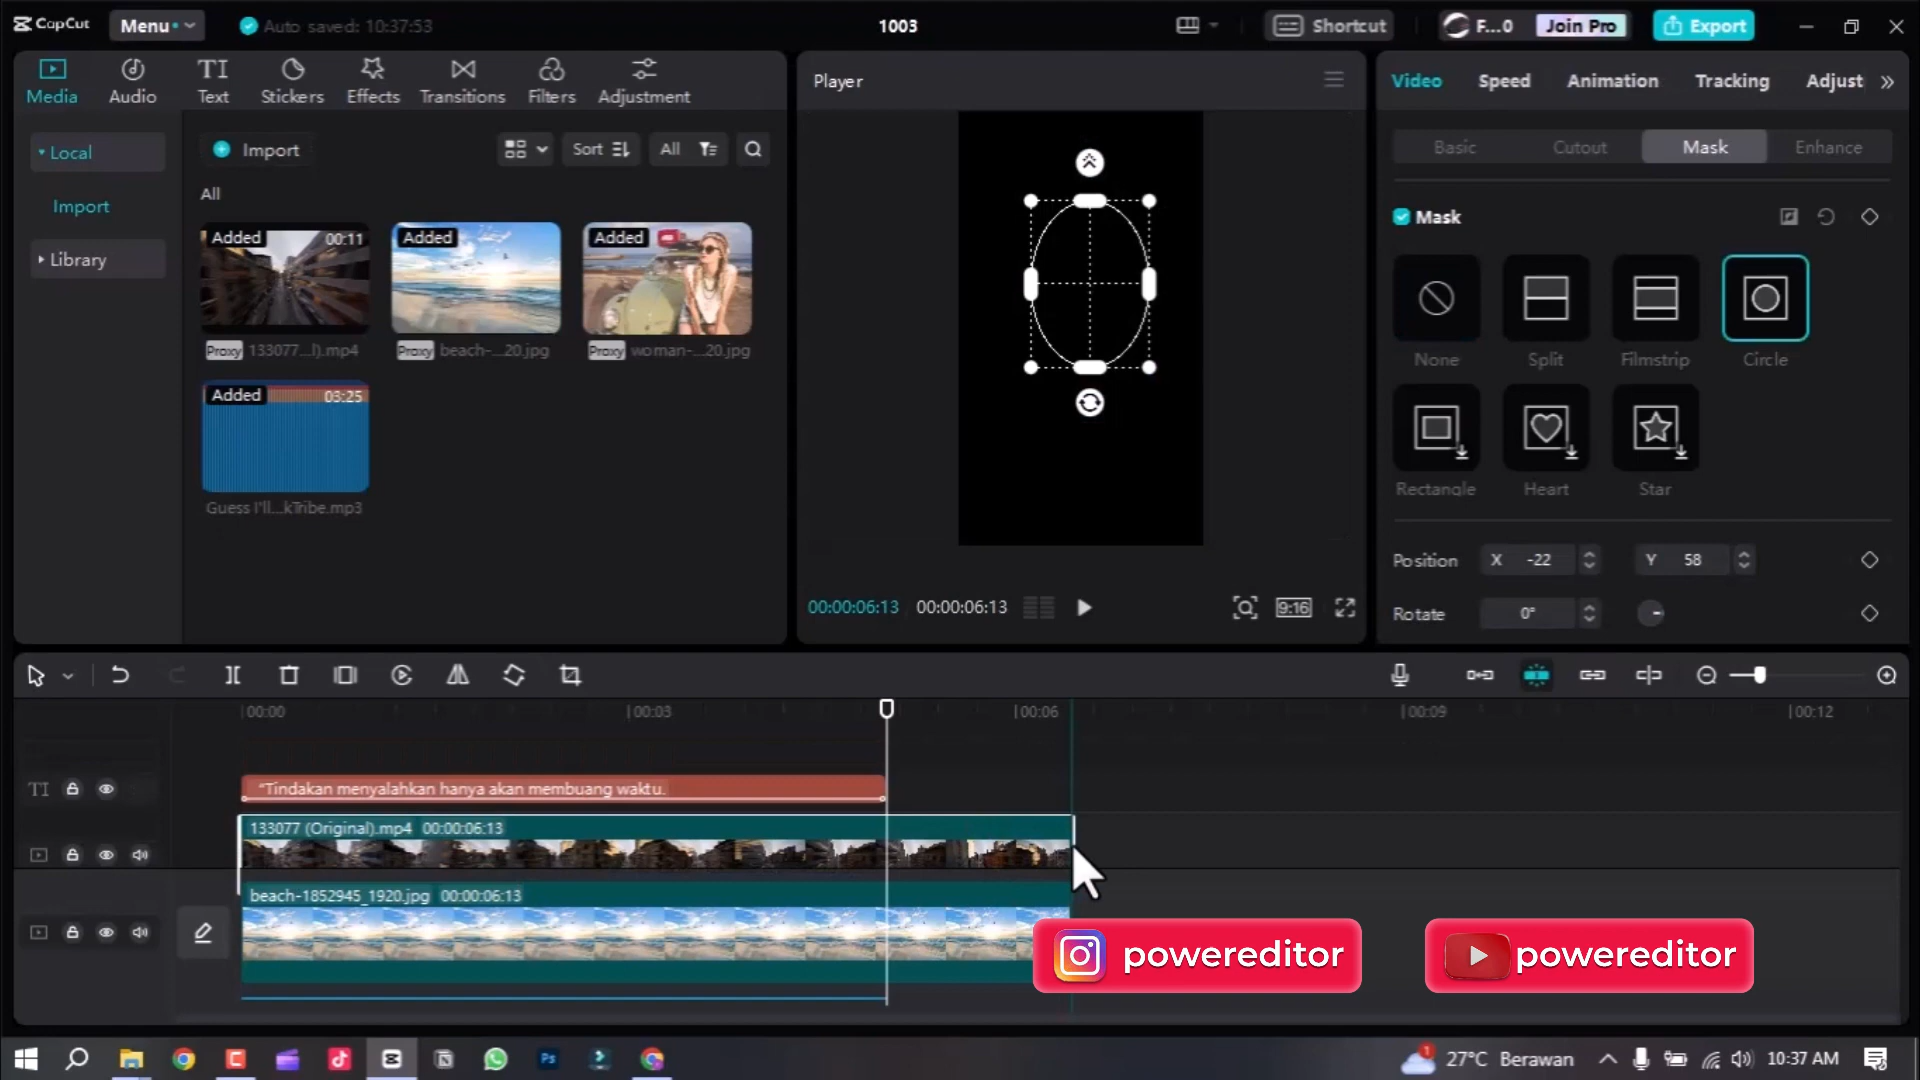 CapCut
Menu
Auto saved: 10:37:53
1003
Shortcut
F...0
Join Pro
Export
Media
Audio
Text
Stickers
Effects
Transitions
Filters
Adjustment
Player
Video
Speed
Animation
Tracking
Adjust
Local
Import
Library
Import
Sort
All
All
Added 00:11
Added
Added
Proxy 133077...l).mp4
Proxy beach-...20.jpg
Proxy woman-...20.jpg
Added 03:25
Guess I'll...kTribe.mp3
00:00:06:13
00:00:06:13
9:16
Basic
Cutout
Mask
Enhance
Mask
None
Split
Filmstrip
Circle
Rectangle
Heart
Star
Position X -22 Y 58
Rotate 0°
00:00
00:03
00:06
00:09
00:12
TI
"Tindakan menyalahkan hanya akan membuang waktu.
133077 (Original).mp4 00:00:06:13
beach-1852945_1920.jpg 00:00:06:13
powereditor
powereditor
Ps
1
27°C Berawan
10:37 AM